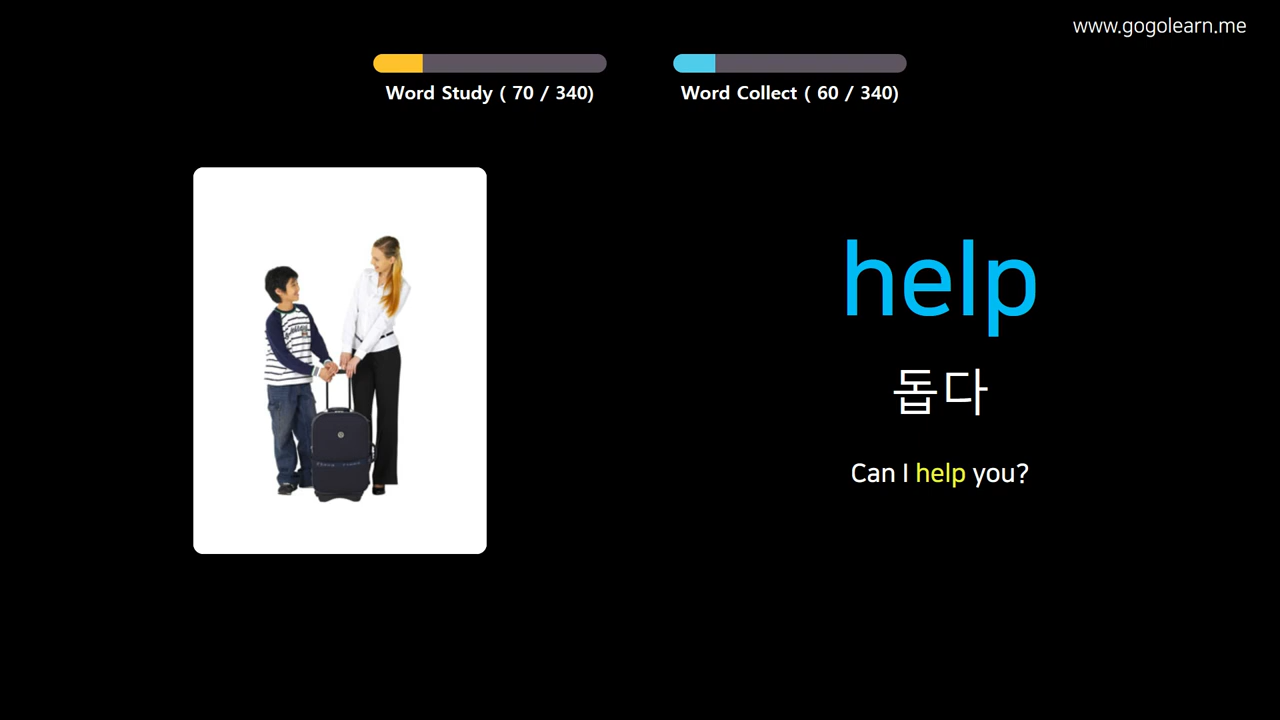 www.gogolearn.me
Word Study ( 70 / 340)
Word Collect ( 60 / 340)
help
돕다
Can I help you?